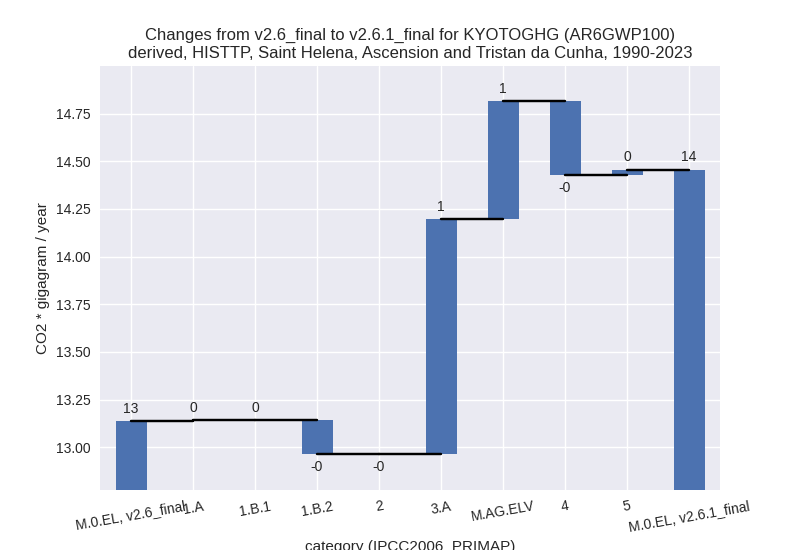 Changes from v2.6_final to v2.6.1_final for KYOTOGHG (AR6GWP100)
derived, HISTTP, Saint Helena, Ascension and Tristan da Cunha, 1990-2023
CO2 * gigagram / year
14.75
14.50
14.25
14.00
13.75
13.50
13.25
13.00
13
0
0
-0
-0
1
1
-0
0
14
M.0.EL, v2.6_final
1.A
1.B.1
1.B.2
2
3.A
M.AG.ELV
4
5
M.0.EL, v2.6.1_final
category (IPCC2006_PRIMAP)